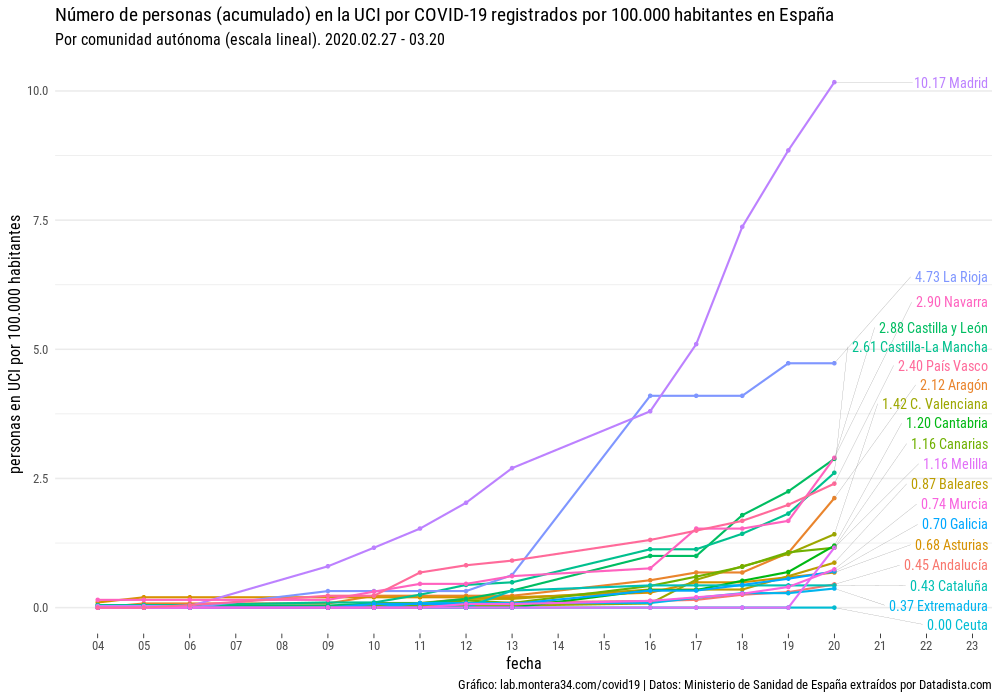 Número de personas (acumulado) en la UCI por COVID-19 registrados por 100.000 habitantes en España
Por comunidad autónoma (escala lineal). 2020.02.27 - 03.20
personas en UCI por 100.000 habitantes
10.0
7.5
5.0
2.5
0.0
10.17 Madrid
4.73 La Rioja
2.90 Navarra
2.88 Castilla y León
2.61 Castilla-La Mancha
2.40 País Vasco
2.12 Aragón
1.42 C. Valenciana
1.20 Cantabria
1.16 Canarias
1.16 Melilla
0.87 Baleares
0.74 Murcia
0.70 Galicia
0.68 Asturias
0.45 Andalucía
0.43 Cataluña
0.37 Extremadura
0.00 Ceuta
04 05 06 07 08 09 10 11 12 13 14 15 16 17 18 19 20 21 22 23
fecha
Gráfico: lab.montera34.com/covid19 | Datos: Ministerio de Sanidad de España extraídos por Datadista.com